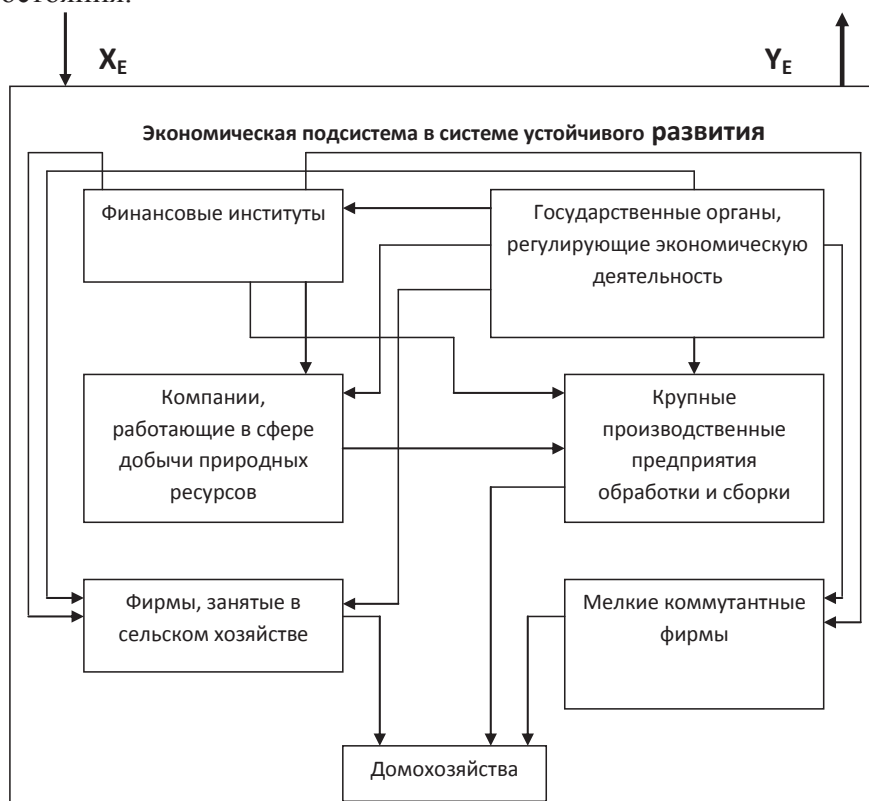 остояния.
X_E Y_E
Экономическая подсистема в системе устойчивого развития
Финансовые институты
Государственные органы,
регулирующие экономическую
деятельность
Компании,
работающие в сфере
добычи природных
ресурсов
Крупные
производственные
предприятия
обработки и сборки
Фирмы, занятые в
сельском хозяйстве
Мелкие коммутантные
фирмы
Домохозяйства